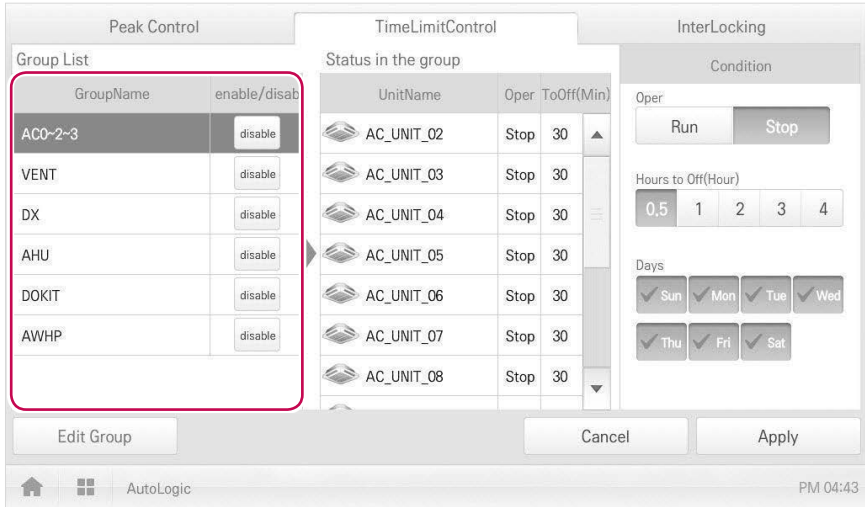 Peak Control TimeLimitControl InterLocking
Group List Status in the group Condition
GroupName enable/disab UnitName Oper ToOff(Min)
Oper
AC0~2~3 disable AC_UNIT_02 Stop 30 Run Stop
VENT disable AC_UNIT_03 Stop 30
Hours to Off(Hour)
DX disable AC_UNIT_04 Stop 30 0.5 1 2 3 4
AHU disable AC_UNIT_05 Stop 30
Days
DOKIT disable AC_UNIT_06 Stop 30 Sun Mon Tue Wed
AWHP disable AC_UNIT_07 Stop 30 Thu Fri Sat
AC_UNIT_08 Stop 30
Edit Group Cancel Apply
AutoLogic PM 04:43